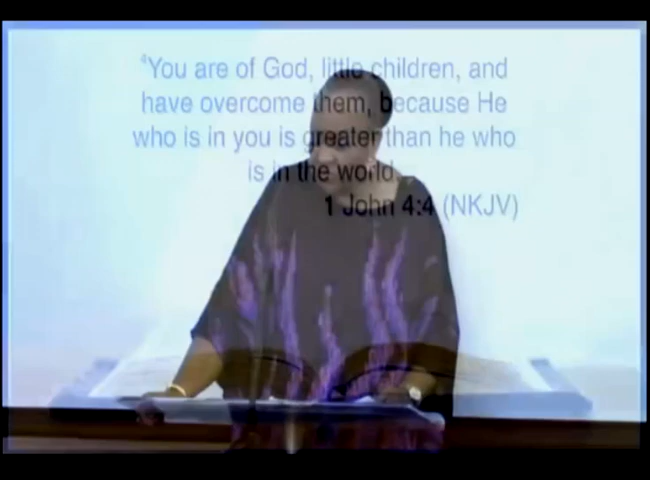 ⁴You are of God, little children, and
have overcome them, because He
who is in you is greater than he who
is in the world.
1 John 4:4 (NKJV)